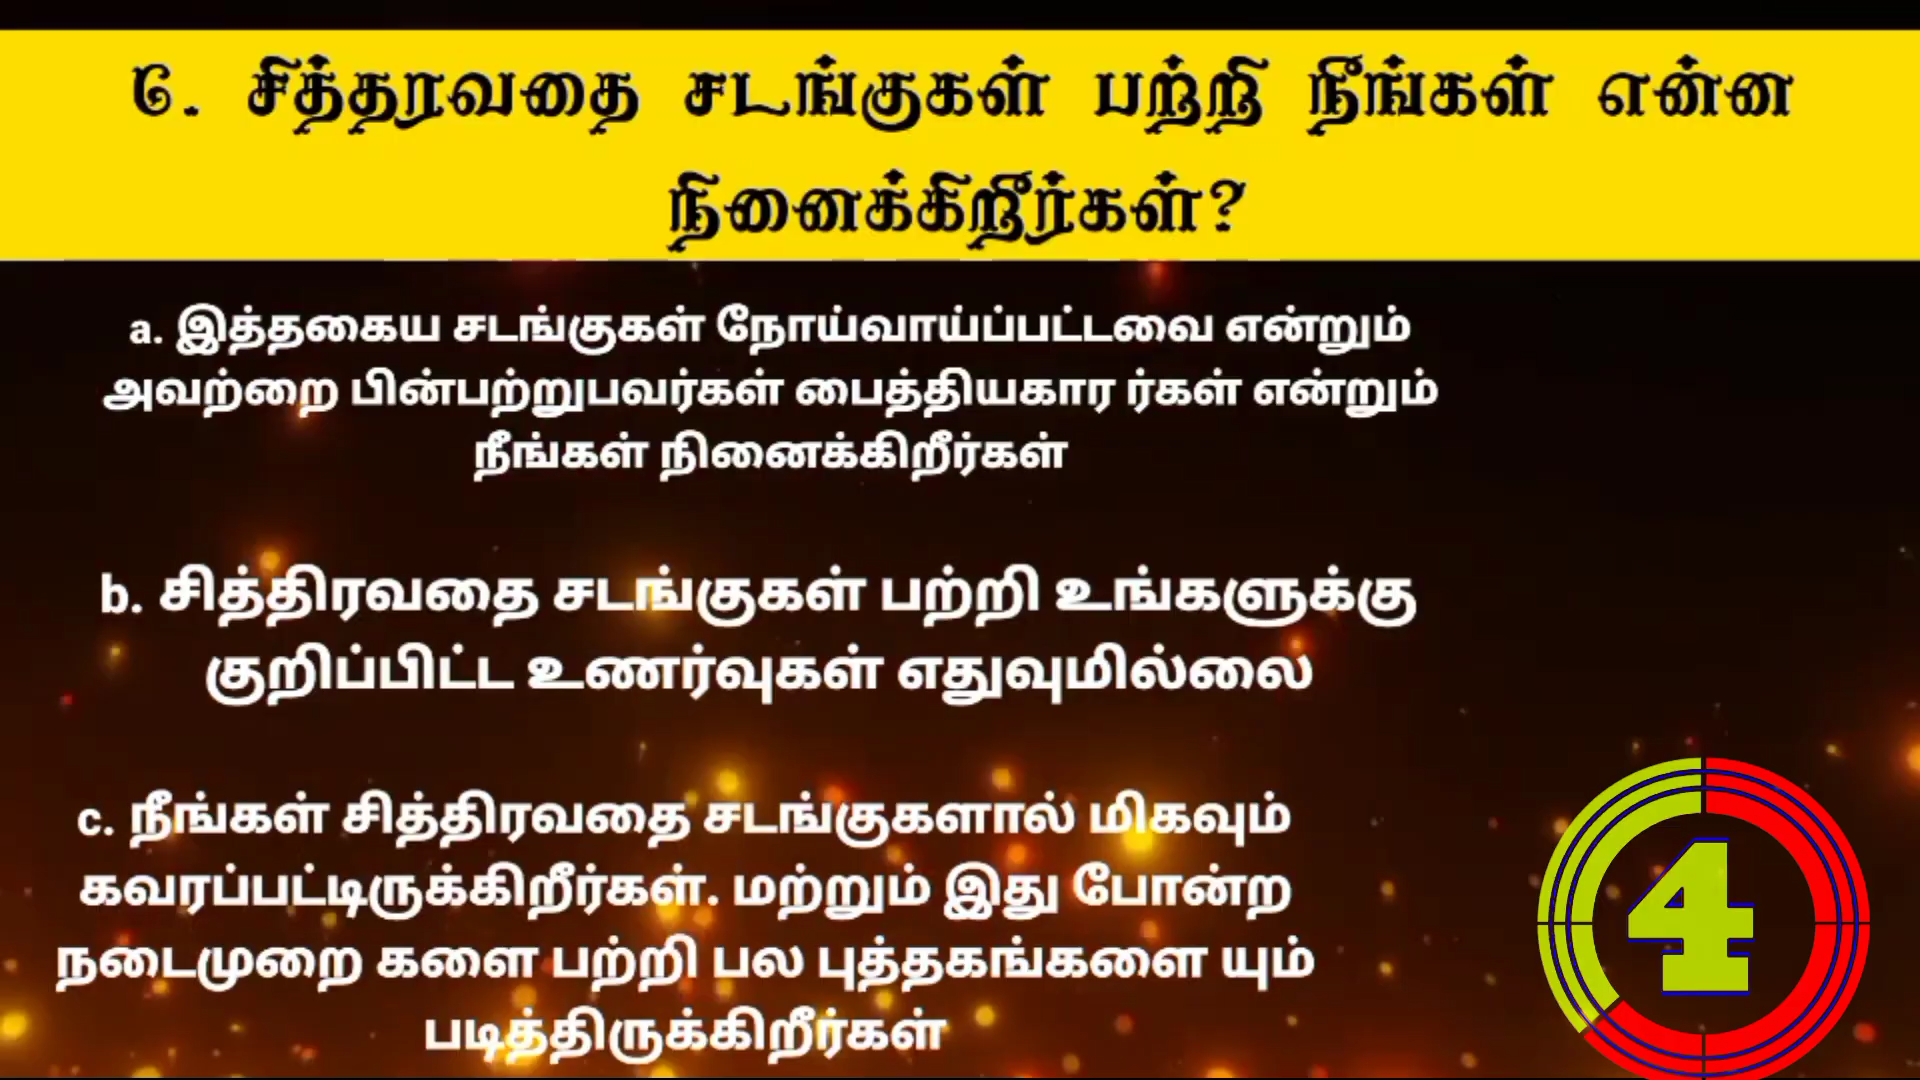 6. சித்தரவதை சடங்குகள் பற்றி நீங்கள் என்ன
நினைக்கிறீர்கள்?
a. இத்தகைய சடங்குகள் நோய்வாய்ப்பட்டவை என்றும்
அவற்றை பின்பற்றுபவர்கள் பைத்தியகார ர்கள் என்றும்
நீங்கள் நினைக்கிறீர்கள்
b. சித்திரவதை சடங்குகள் பற்றி உங்களுக்கு
குறிப்பிட்ட உணர்வுகள் எதுவுமில்லை
c. நீங்கள் சித்திரவதை சடங்குகளால் மிகவும்
கவரப்பட்டிருக்கிறீர்கள். மற்றும் இது போன்ற
நடைமுறை களை பற்றி பல புத்தகங்களை யும்
படித்திருக்கிறீர்கள்
4